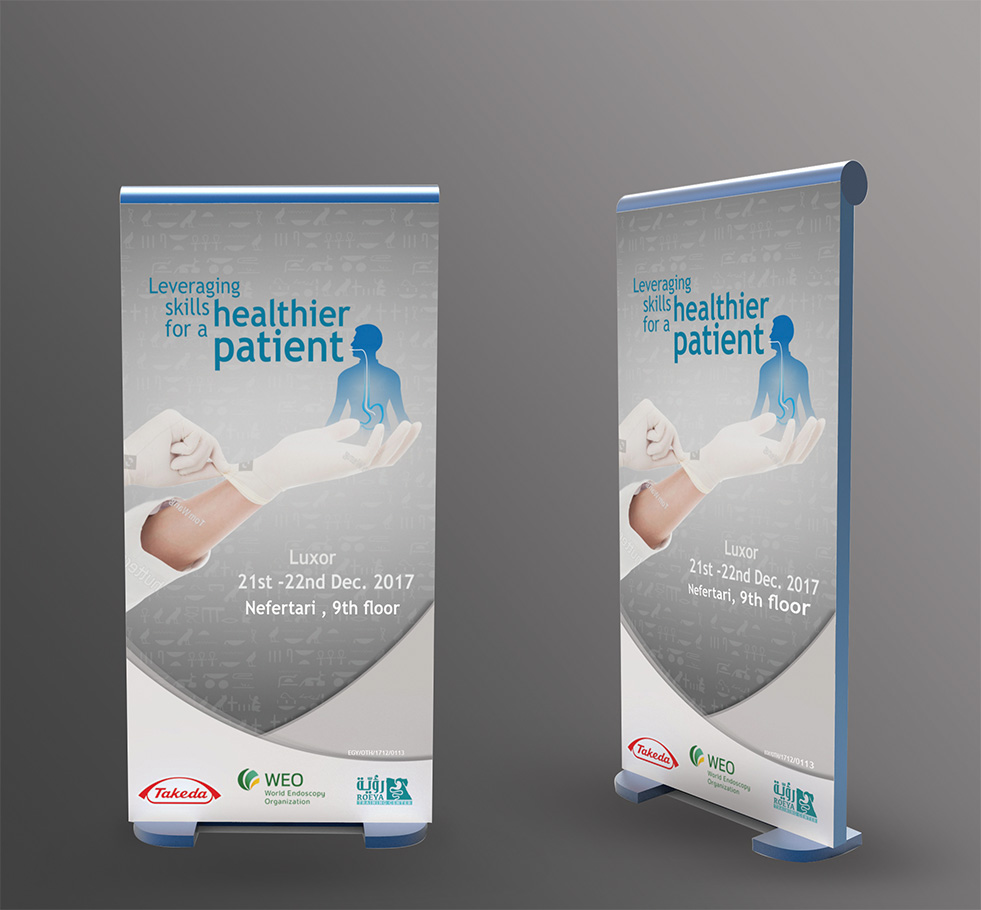 Leveraging
skills
for a
healthier
patient
Luxor
21st -22nd Dec. 2017
Nefertari , 9th floor
EGY/DTH/1712/0113
Takeda
WEO
World Endoscopy
Organization
رؤية
ROEYA
TRAINING CENTER
Leveraging
skills
for a
healthier
patient
Luxor
21st -22nd Dec. 2017
Nefertari, 9th floor
Takeda
WEO
World Endoscopy
Organization
رؤية
ROEYA
TRAINING CENTER